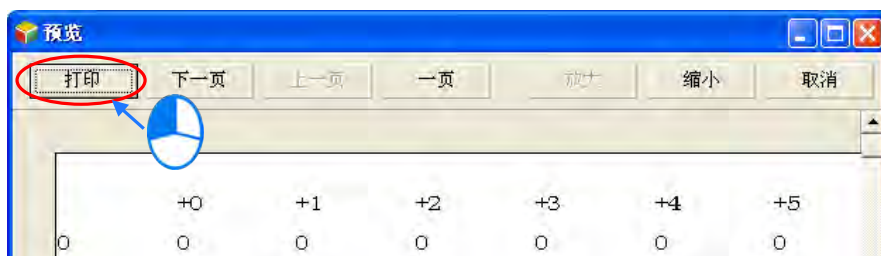 预览
打印 下一页 上一页 一页 放大 缩小 取消
+0 +1 +2 +3 +4 +5
0 0 0 0 0 0 0